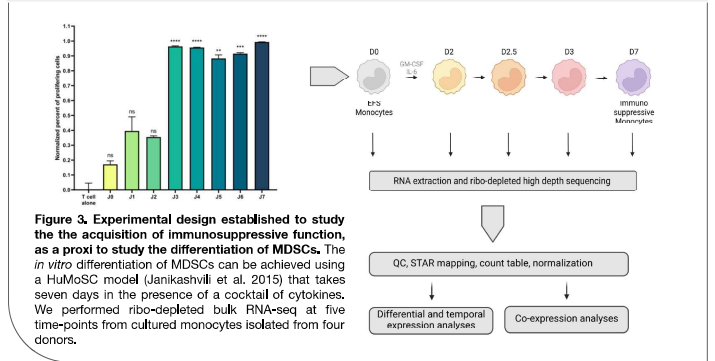 Normalized percent of prolifering cells
1.0
0.9
0.8
0.7
0.6
0.5
0.4
0.3
0.2
0.1
0.0
ns
ns
ns
****
****
**
***
****
T cell
alone
J0
J1
J2
J3
J4
J5
J6
J7
Figure 3. Experimental design established to study
the the acquisition of immunosuppressive function,
as a proxi to study the differentiation of MDSCs. The
in vitro differentiation of MDSCs can be achieved using
a HuMoSC model (Janikashvili et al. 2015) that takes
seven days in the presence of a cocktail of cytokines.
We performed ribo-depleted bulk RNA-seq at five
time-points from cultured monocytes isolated from four
donors.
D0
D2
D2.5
D3
D7
GM-CSF
IL-6
EFS
Monocytes
Immuno
suppressive
Monocytes
RNA extraction and ribo-depleted high depth sequencing
QC, STAR mapping, count table, normalization
Differential and temporal
expression analyses
Co-expression analyses